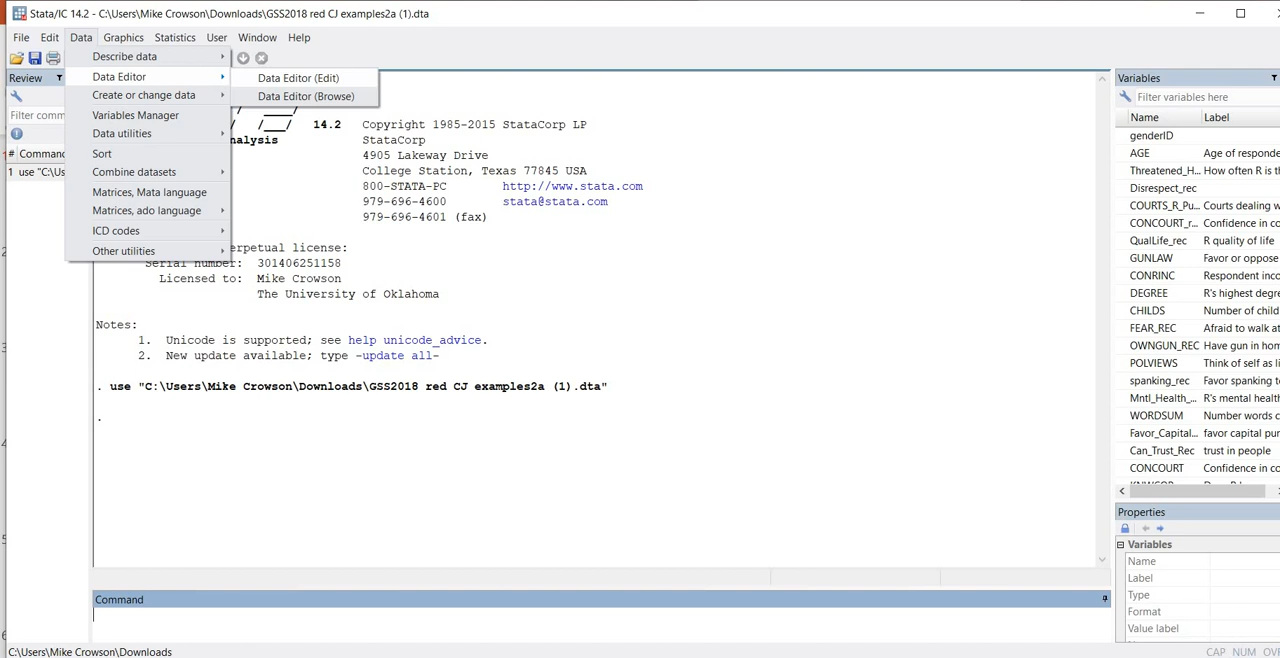 Stata/IC 14.2 - C:\Users\Mike Crowson\Downloads\GSS2018 red CJ examples2a (1).dta
File Edit Data Graphics Statistics User Window Help
Describe data
Data Editor
Create or change data
Variables Manager
Data utilities
Sort
Combine datasets
Matrices, Mata language
Matrices, ado language
ICD codes
Other utilities
Data Editor (Edit)
Data Editor (Browse)
Review
Filter comm
# Command
1 use "C:\Us
14.2 Copyright 1985-2015 StataCorp LP
nalysis StataCorp
4905 Lakeway Drive
College Station, Texas 77845 USA
800-STATA-PC http://www.stata.com
979-696-4600 stata@stata.com
979-696-4601 (fax)
erpetual license:
Serial number: 301406251158
Licensed to: Mike Crowson
The University of Oklahoma
Notes:
1. Unicode is supported; see help unicode_advice.
2. New update available; type -update all-
. use "C:\Users\Mike Crowson\Downloads\GSS2018 red CJ examples2a (1).dta"
.
Command
Variables
Filter variables here
Name Label
genderID
AGE Age of responde
Threatened_H... How often R is th
Disrespect_rec
COURTS_R_Pu... Courts dealing w
CONCOURT_r... Confidence in co
QualLife_rec R quality of life
GUNLAW Favor or oppose
CONRINC Respondent inco
DEGREE R's highest degre
CHILDS Number of child
FEAR_REC Afraid to walk at
OWNGUN_REC Have gun in hom
POLVIEWS Think of self as li
spanking_rec Favor spanking to
Mntl_Health_... R's mental health
WORDSUM Number words c
Favor_Capital... favor capital pun
Can_Trust_Rec trust in people
CONCOURT Confidence in co
Properties
Variables
Name
Label
Type
Format
Value label
C:\Users\Mike Crowson\Downloads
CAP NUM OVR